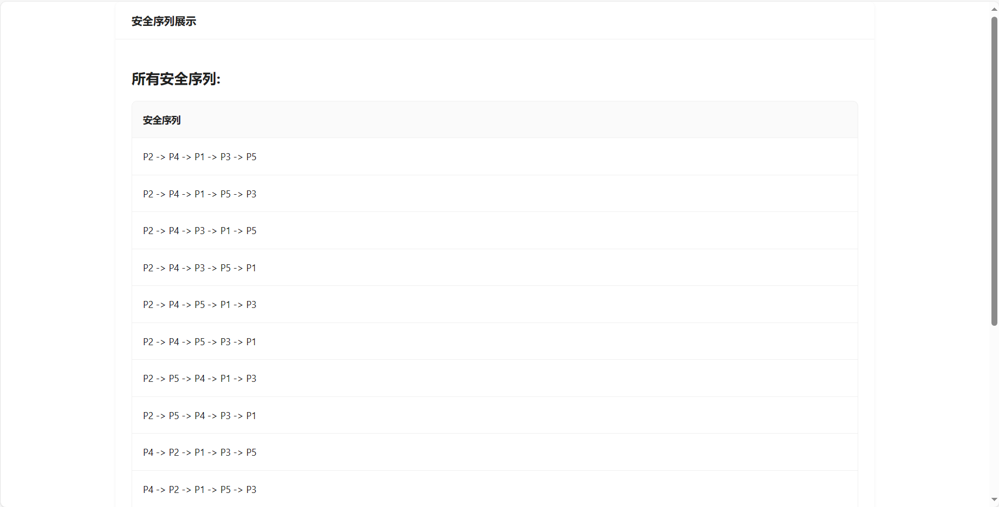 安全序列展示
所有安全序列:
安全序列
P2 -> P4 -> P1 -> P3 -> P5
P2 -> P4 -> P1 -> P5 -> P3
P2 -> P4 -> P3 -> P1 -> P5
P2 -> P4 -> P3 -> P5 -> P1
P2 -> P4 -> P5 -> P1 -> P3
P2 -> P4 -> P5 -> P3 -> P1
P2 -> P5 -> P4 -> P1 -> P3
P2 -> P5 -> P4 -> P3 -> P1
P4 -> P2 -> P1 -> P3 -> P5
P4 -> P2 -> P1 -> P5 -> P3